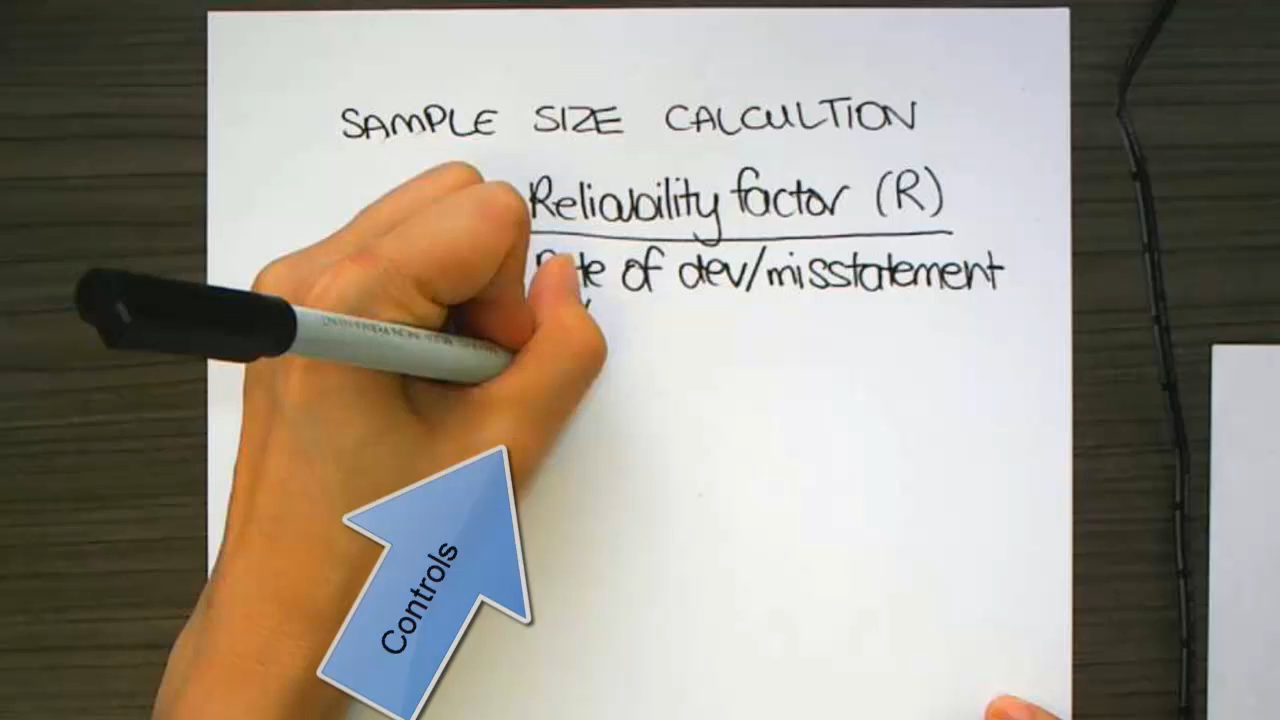 SAMPLE SIZE CALCULTION
Reliability factor (R)
of dev/misstatement
Controls